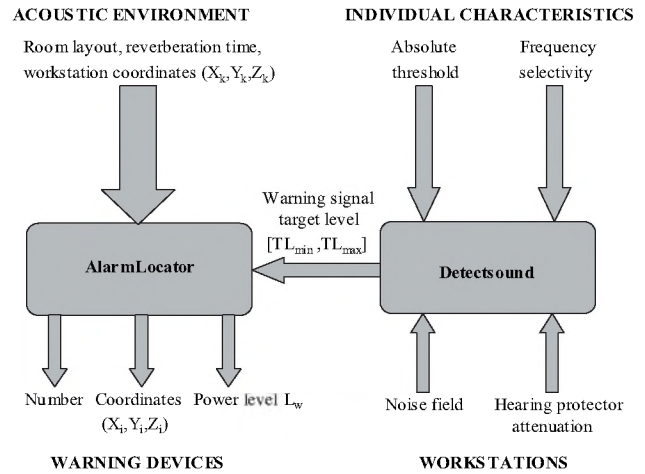 ACOUSTIC ENVIRONMENT
Room layout, reverberation time,
workstation coordinates (Xk,Yk,Zk)
INDIVIDUAL CHARACTERISTICS
Absolute
threshold
Frequency
selectivity
Warning signal
target level
[TLmin ,TLmax]
AlarmLocator
Detectsound
Number
Coordinates
(Xi,Yi,Zi)
Power level Lw
Noise field
Hearing protector
attenuation
WARNING DEVICES
WORKSTATIONS